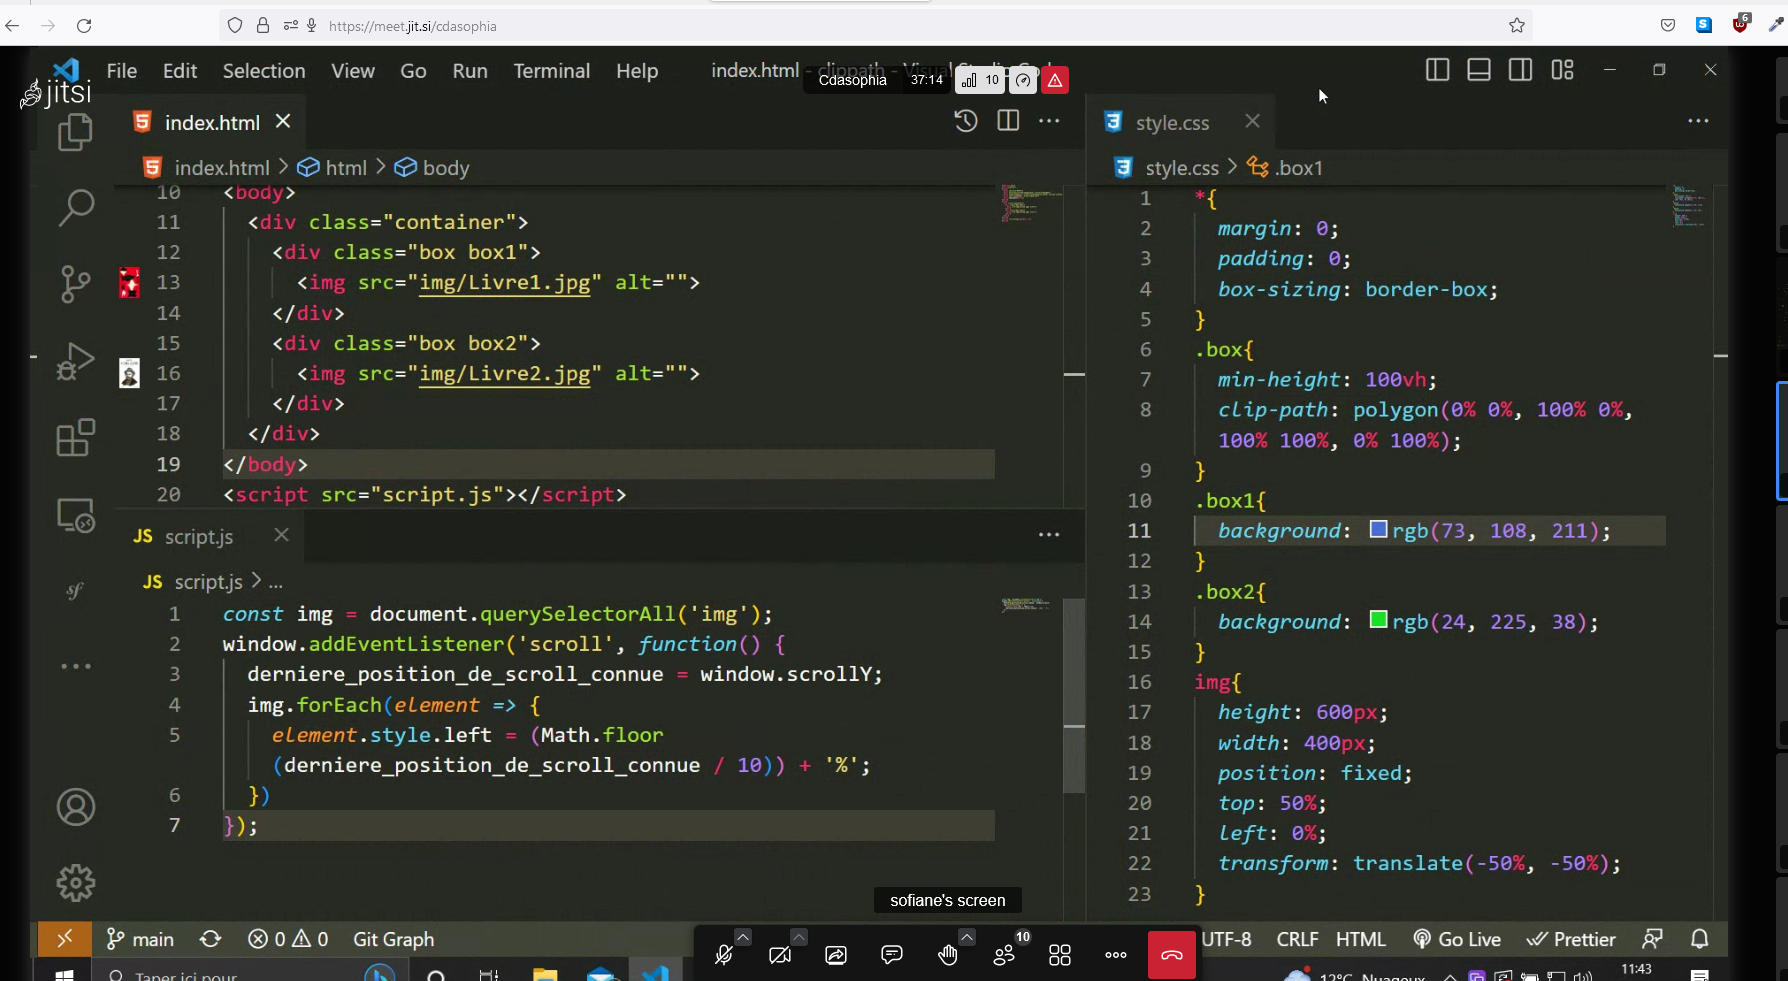 https://meet.jit.si/cdasophia
6
jitsi
File Edit Selection View Go Run Terminal Help index.html - clippath - Visual Studio Code
Cdasophia 37:14 10
index.html
index.html > html > body
10 <body>
11 <div class="container">
12 <div class="box box1">
13 <img src="img/Livre1.jpg" alt="">
14 </div>
15 <div class="box box2">
16 <img src="img/Livre2.jpg" alt="">
17 </div>
18 </div>
19 </body>
20 <script src="script.js"></script>
JS script.js
JS script.js > ...
1 const img = document.querySelectorAll('img');
2 window.addEventListener('scroll', function() {
3 derniere_position_de_scroll_connue = window.scrollY;
4 img.forEach(element => {
5 element.style.left = (Math.floor
(derniere_position_de_scroll_connue / 10)) + '%';
6 })
7 });
style.css
style.css > .box1
1 *{
2 margin: 0;
3 padding: 0;
4 box-sizing: border-box;
5 }
6 .box{
7 min-height: 100vh;
8 clip-path: polygon(0% 0%, 100% 0%,
100% 100%, 0% 100%);
9 }
10 .box1{
11 background: rgb(73, 108, 211);
12 }
13 .box2{
14 background: rgb(24, 225, 38);
15 }
16 img{
17 height: 600px;
18 width: 400px;
19 position: fixed;
20 top: 50%;
21 left: 0%;
22 transform: translate(-50%, -50%);
23 }
sf
sofiane's screen
main 0 0 Git Graph
10
UTF-8 CRLF HTML Go Live Prettier
Taper ici pour
12°C Nuageux
11:43